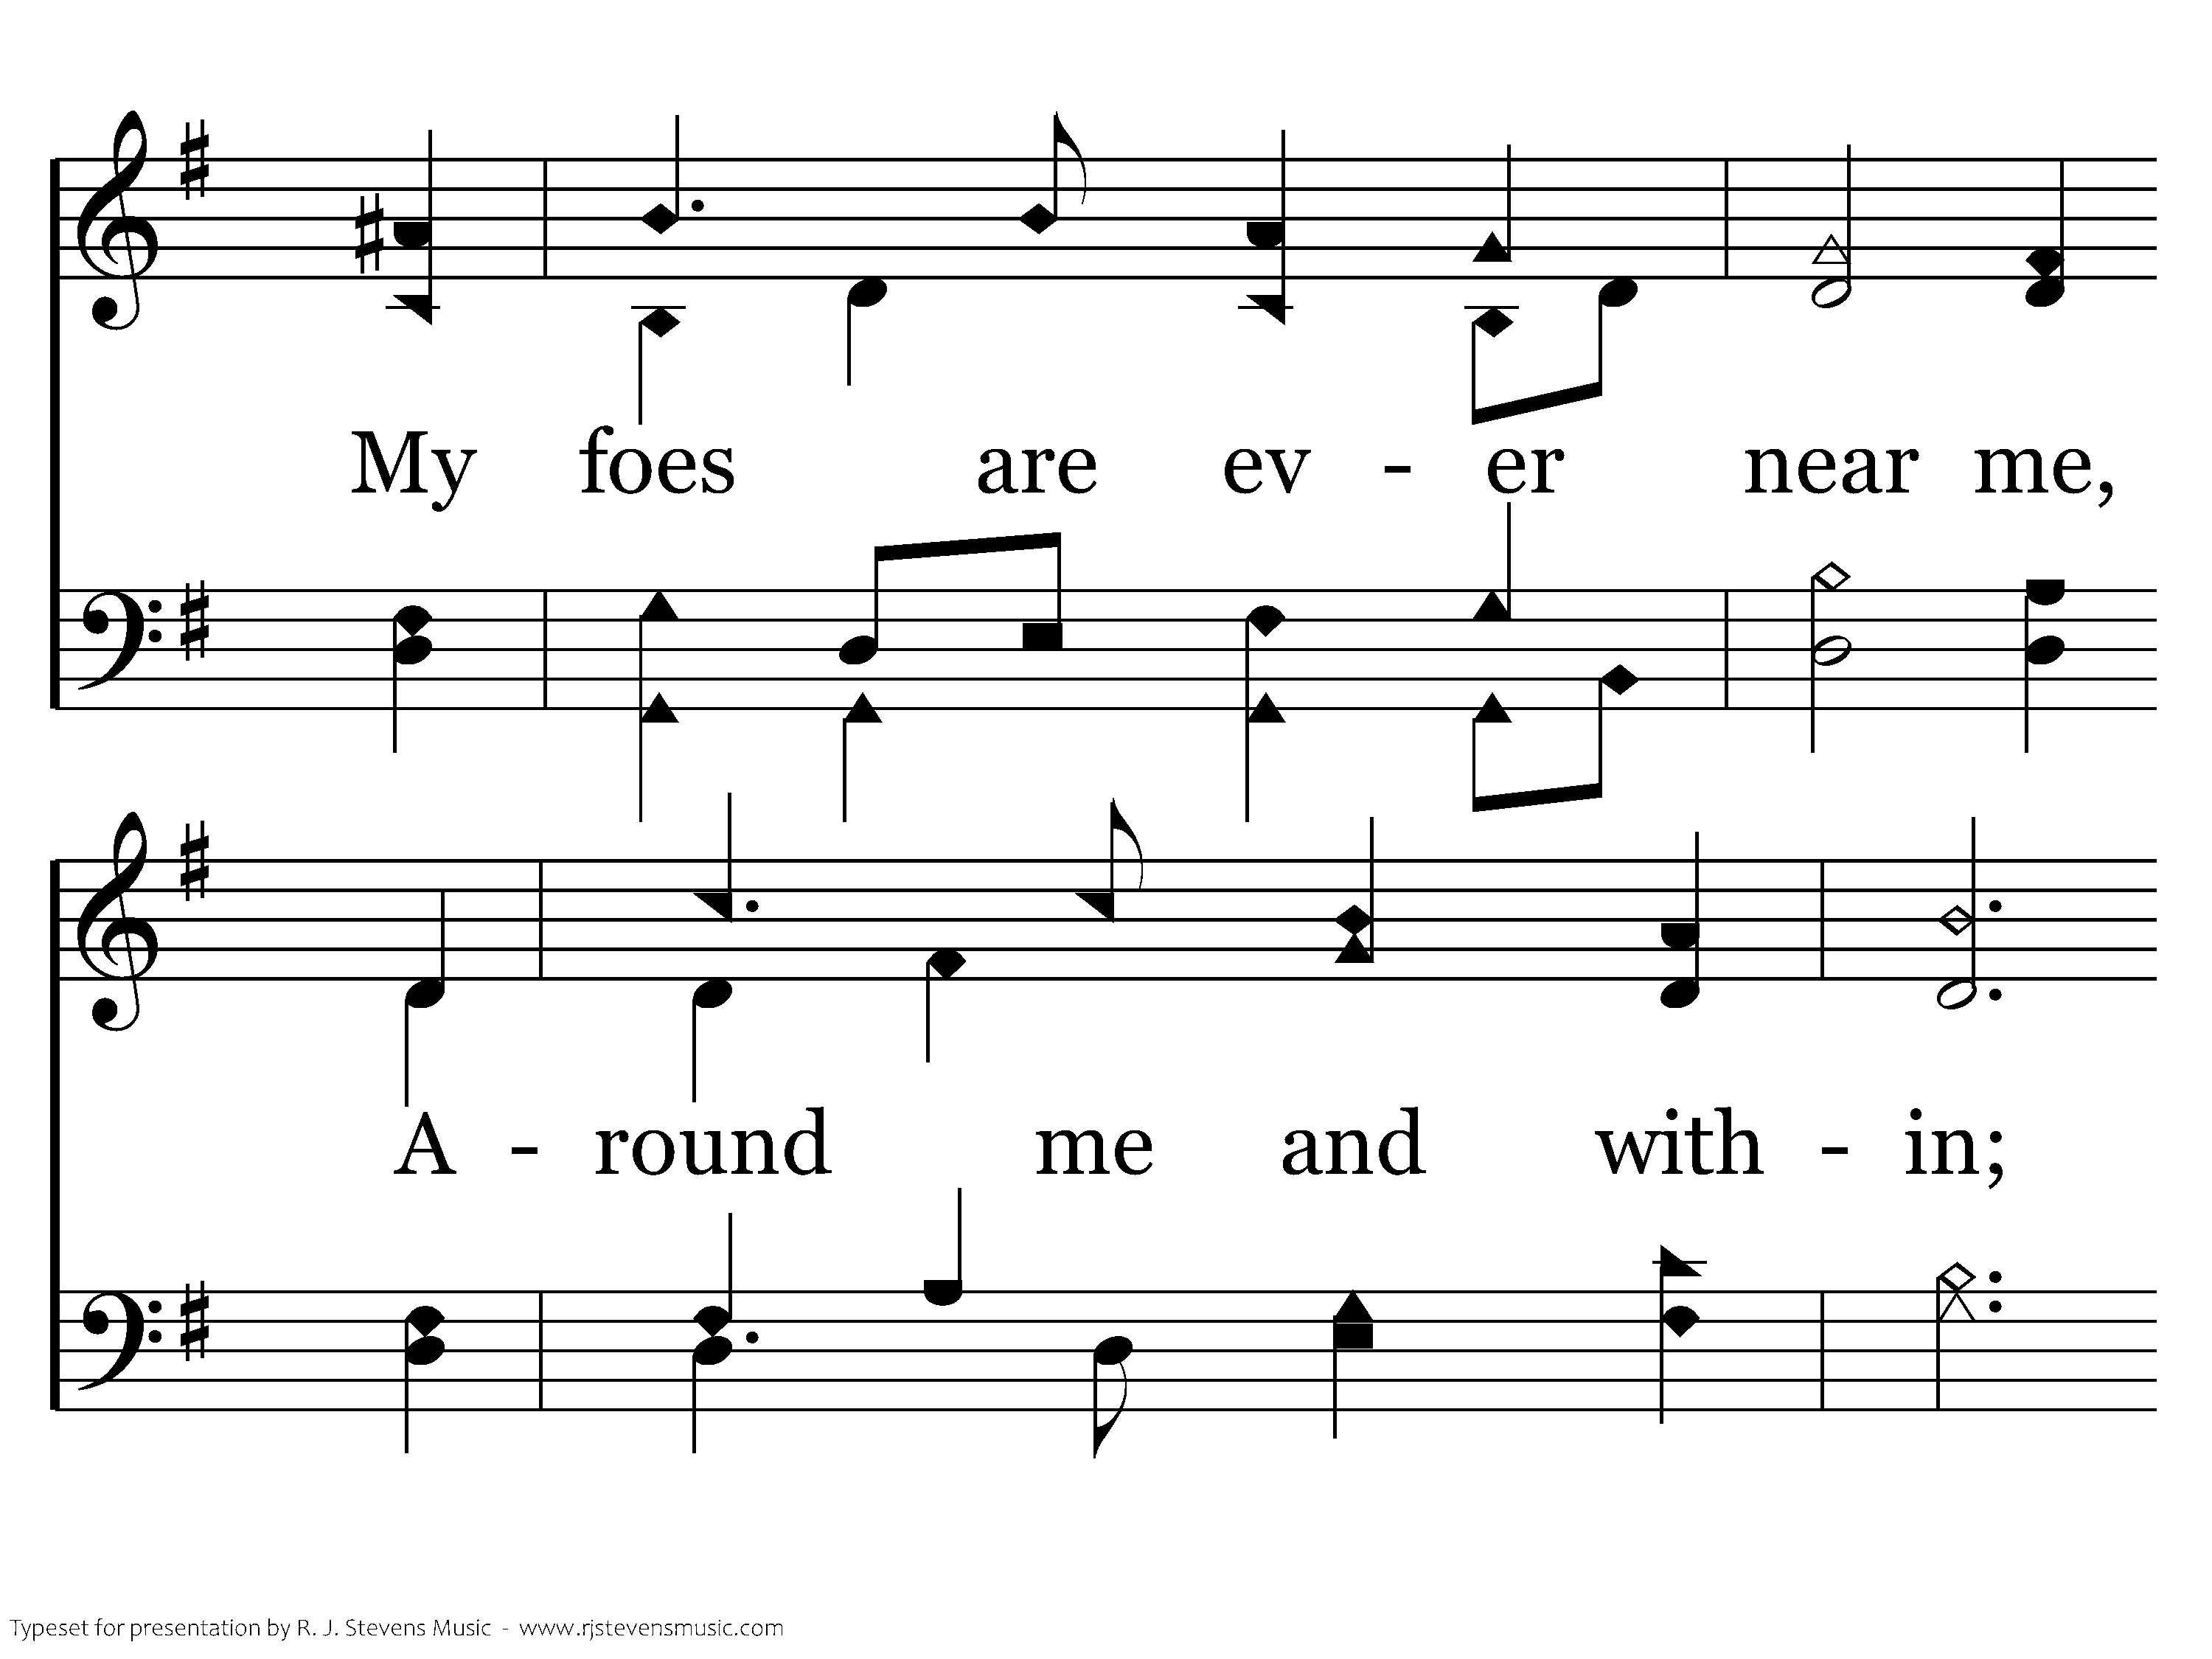 My foes are ev - er near me,
A - round me and with - in;
Typeset for presentation by R. J. Stevens Music - www.rjstevensmusic.com